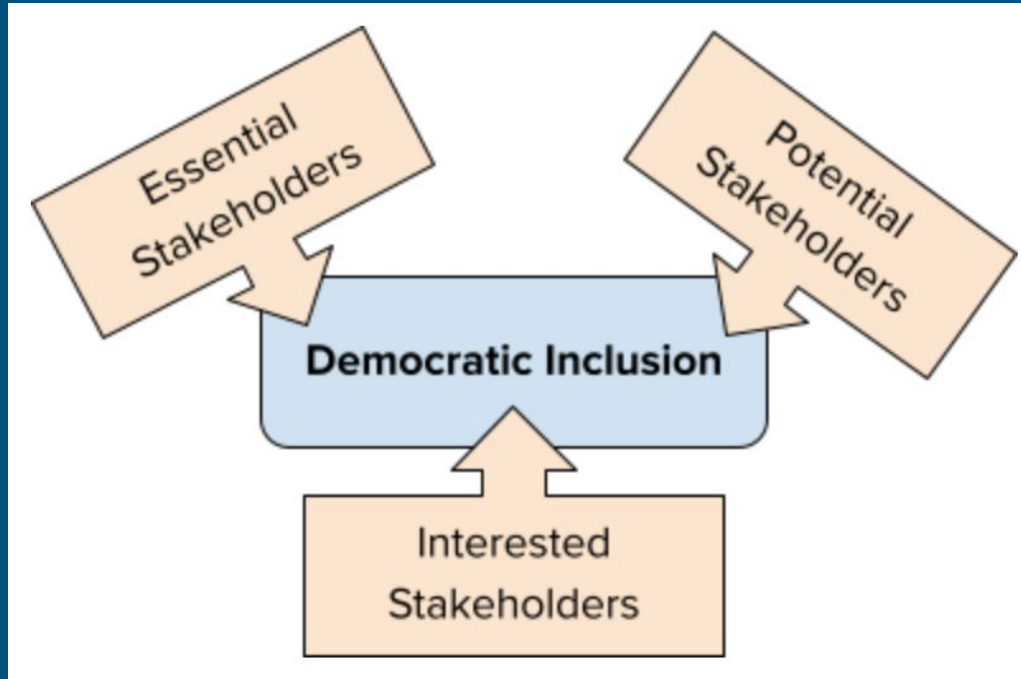 Essential
Stakeholders
Potential
Stakeholders
Democratic Inclusion
Interested
Stakeholders